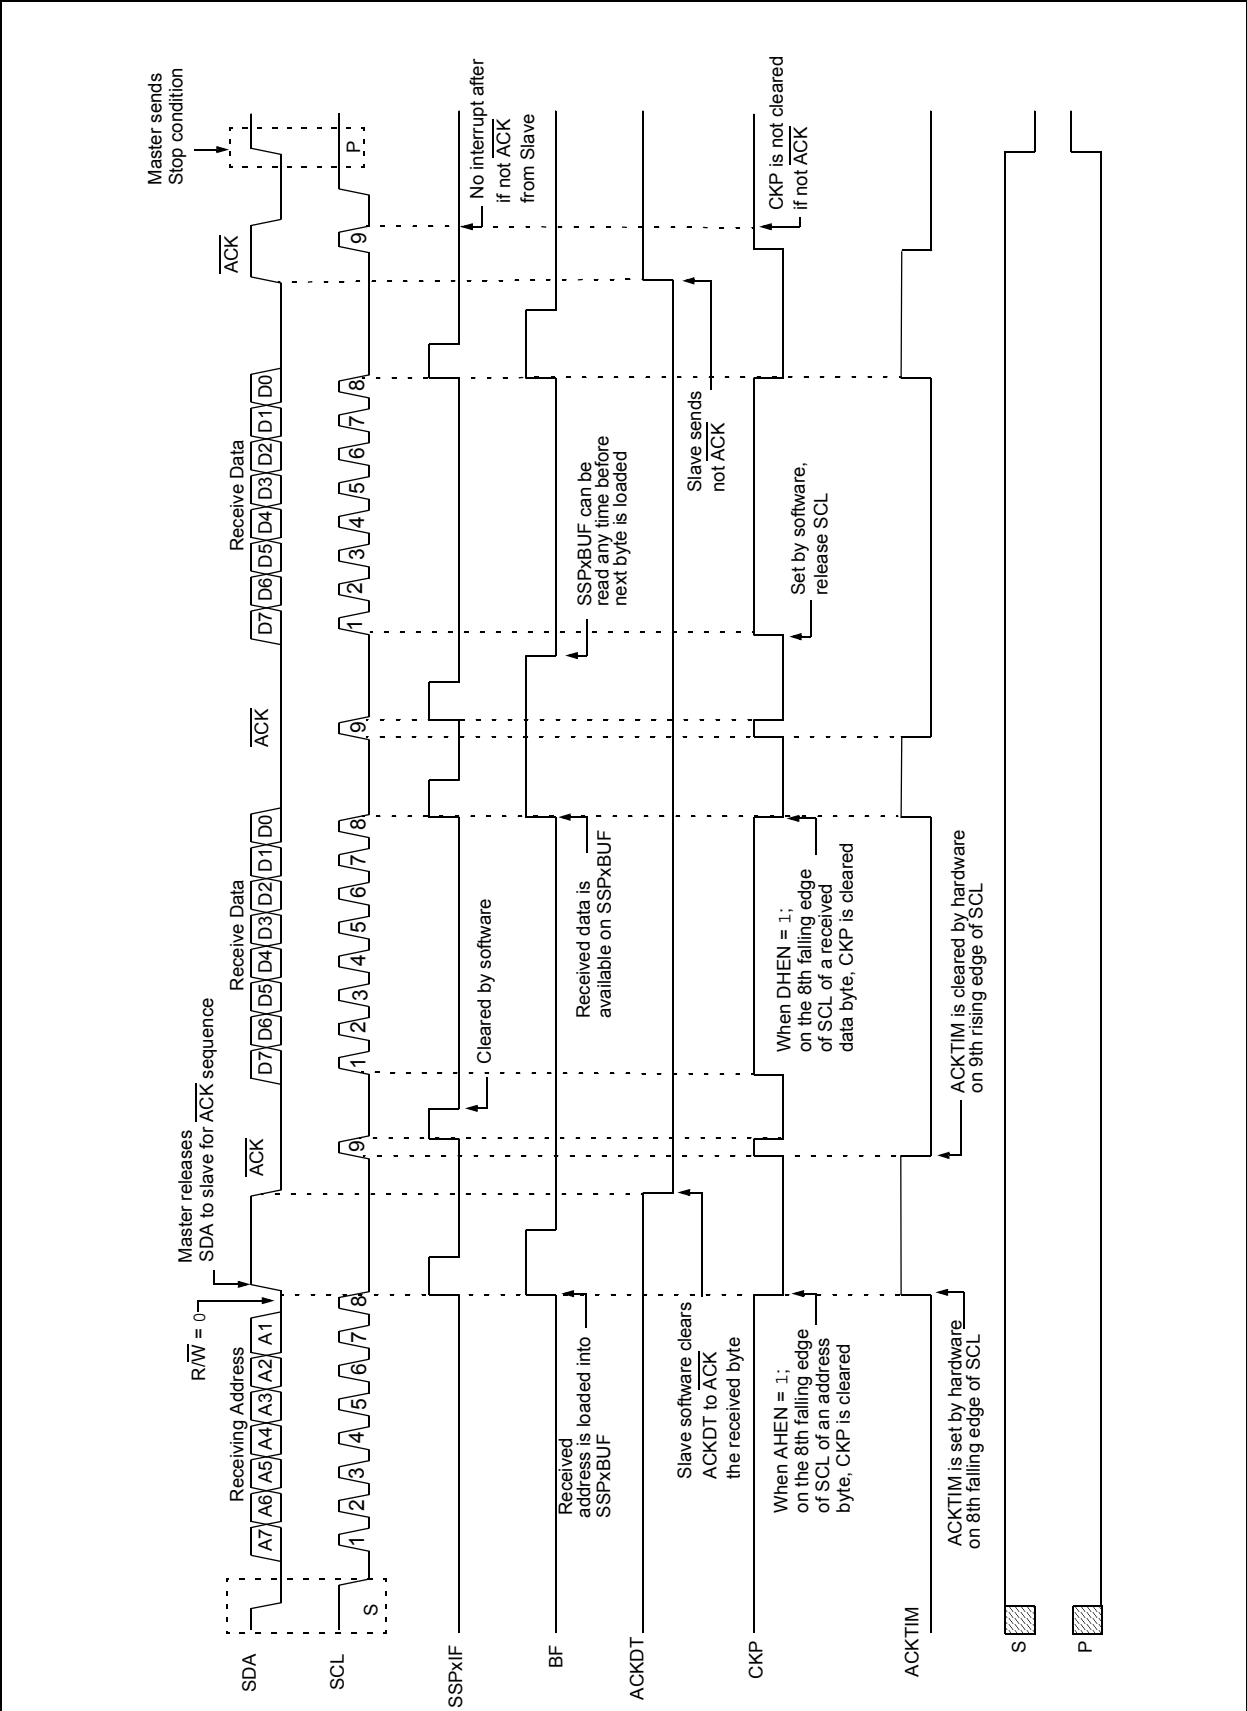 Master sends
Stop condition
SDA
S
Receiving Address
A7 A6 A5 A4 A3 A2 A1
R/W = 0
Master releases
SDA to slave for ACK sequence
ACK
Receive Data
D7 D6 D5 D4 D3 D2 D1 D0
ACK
Receive Data
D7 D6 D5 D4 D3 D2 D1 D0
ACK
P
SCL
1 2 3 4 5 6 7 8 9 1 2 3 4 5 6 7 8 9 1 2 3 4 5 6 7 8 9
SSPxIF
Cleared by software
No interrupt after
if not ACK
from Slave
BF
Received
address is loaded into
SSPxBUF
Received data is
available on SSPxBUF
SSPxBUF can be
read any time before
next byte is loaded
ACKDT
Slave software clears
ACKDT to ACK
the received byte
Slave sends
not ACK
CKP
When AHEN = 1;
on the 8th falling edge
of SCL of an address
byte, CKP is cleared
When DHEN = 1;
on the 8th falling edge
of SCL of a received
data byte, CKP is cleared
Set by software,
release SCL
CKP is not cleared
if not ACK
ACKTIM
ACKTIM is set by hardware
on 8th falling edge of SCL
ACKTIM is cleared by hardware
on 9th rising edge of SCL
S
P